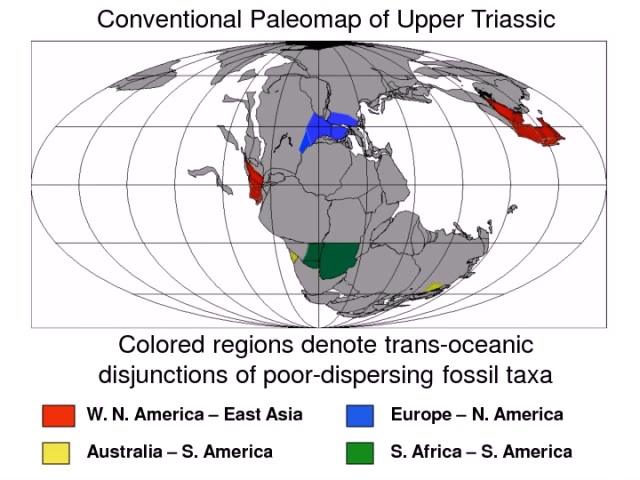 Conventional Paleomap of Upper Triassic
Colored regions denote trans-oceanic
disjunctions of poor-dispersing fossil taxa
W. N. America – East Asia
Europe – N. America
Australia – S. America
S. Africa – S. America